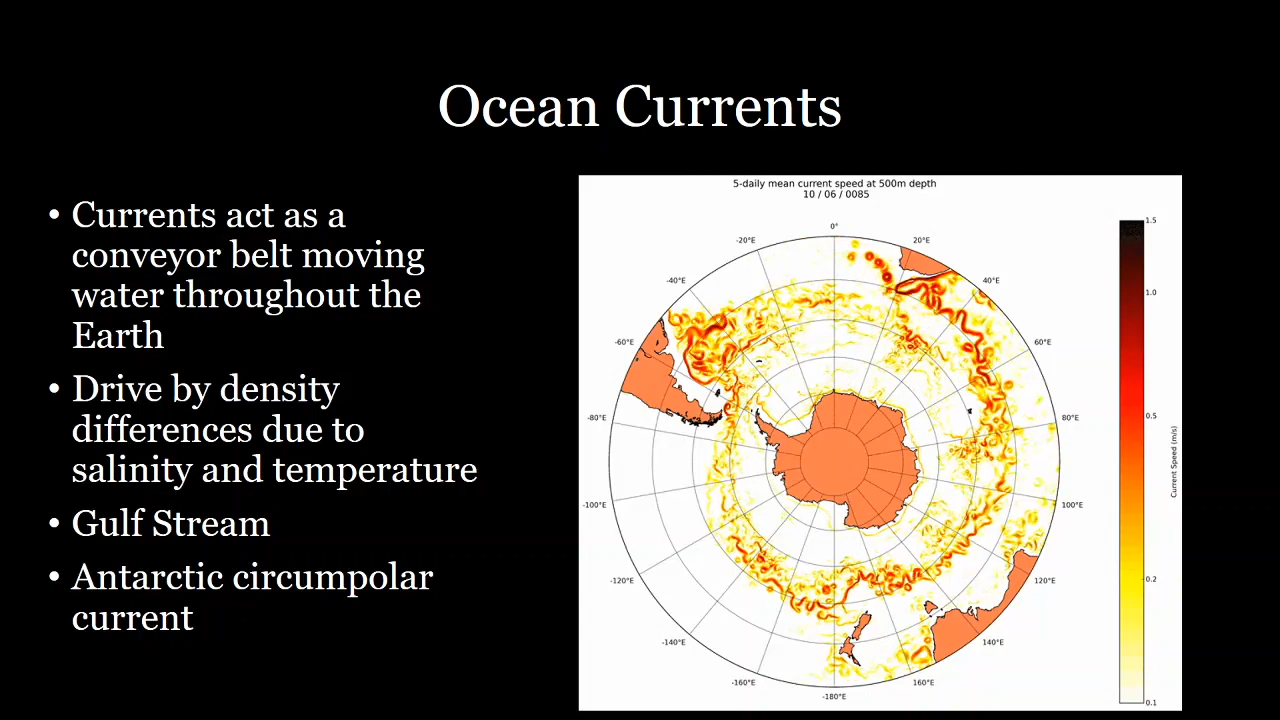 Ocean Currents
• Currents act as a
conveyor belt moving
water throughout the
Earth
• Drive by density
differences due to
salinity and temperature
• Gulf Stream
• Antarctic circumpolar
current
5-daily mean current speed at 500m depth
10 / 06 / 0085
0°
-20°E
20°E
-40°E
40°E
-60°E
60°E
-80°E
80°E
-100°E
100°E
-120°E
120°E
-140°E
140°E
-160°E
160°E
-180°E
1.5
1.0
0.5
0.2
0.1
Current Speed (m/s)